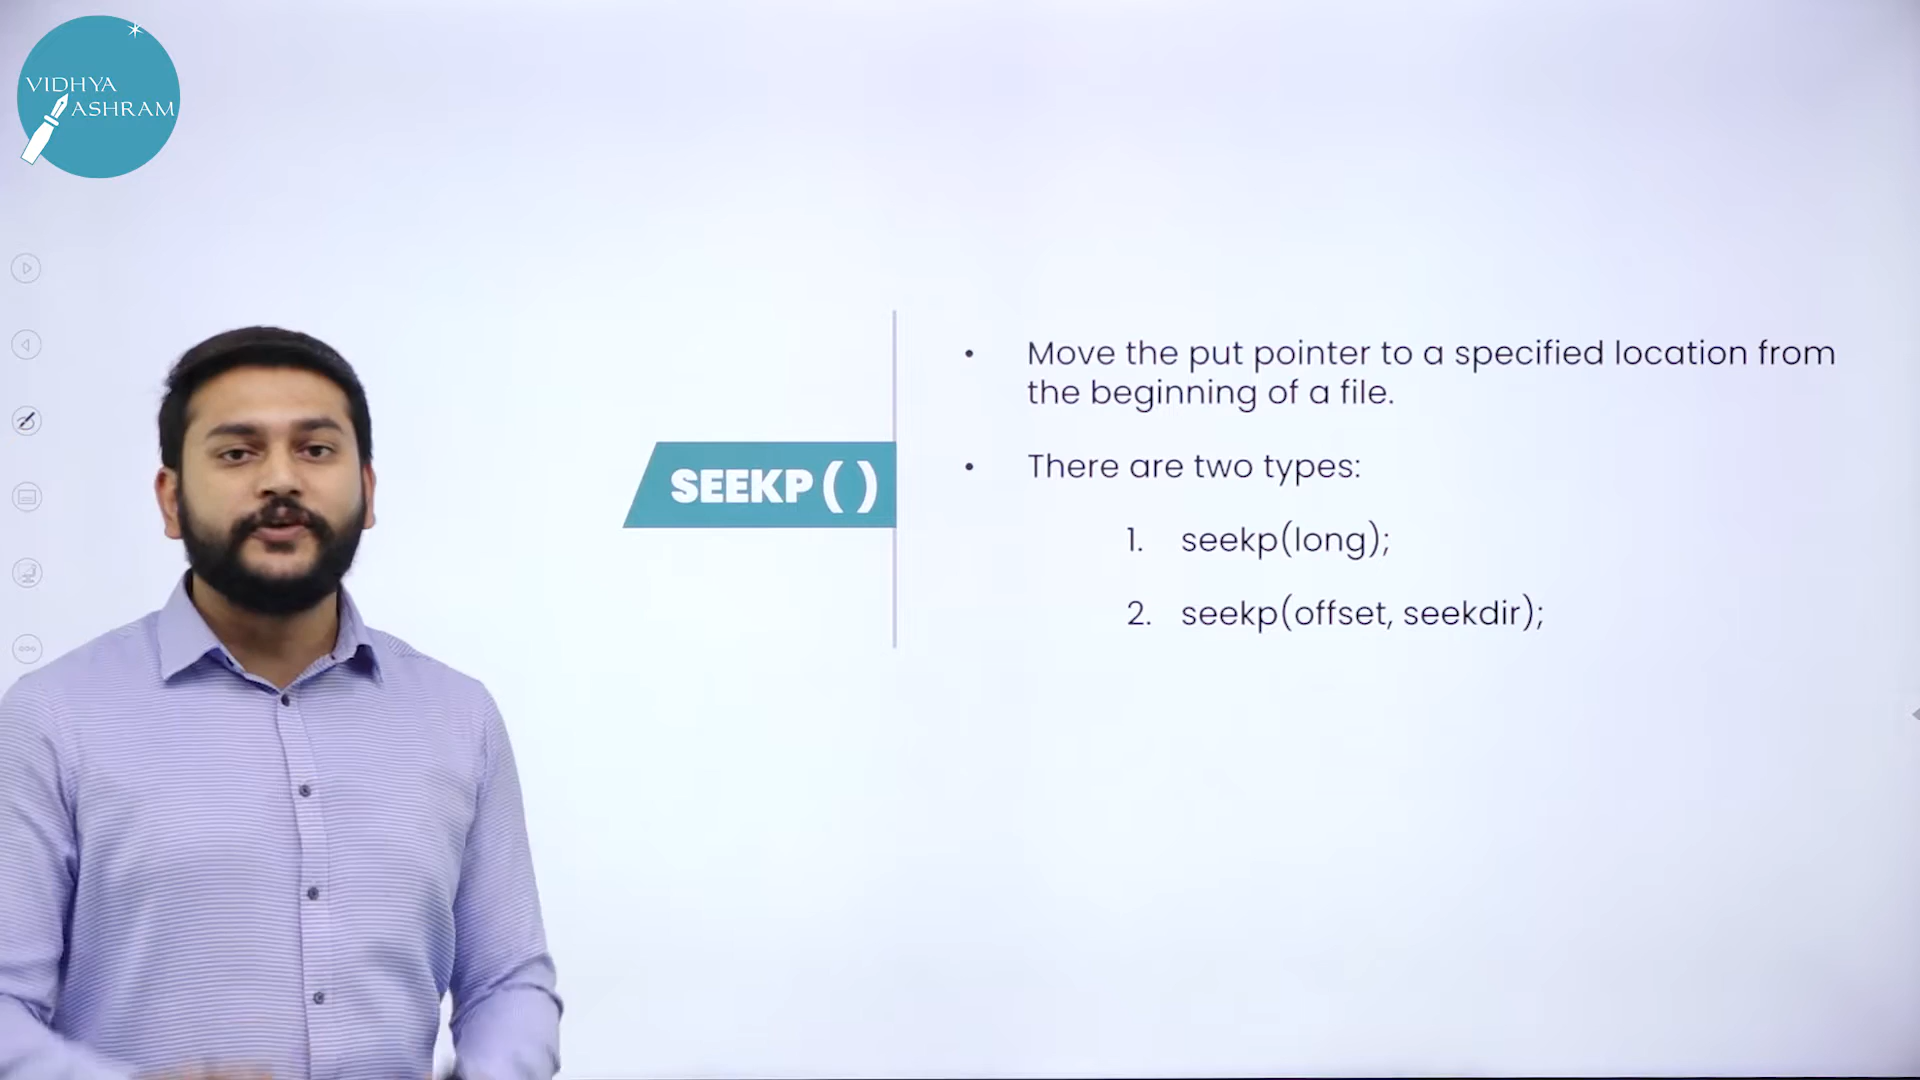 VIDHYA
ASHRAM
SEEKP ( )
• Move the put pointer to a specified location from
the beginning of a file.
• There are two types:
1. seekp(long);
2. seekp(offset, seekdir);